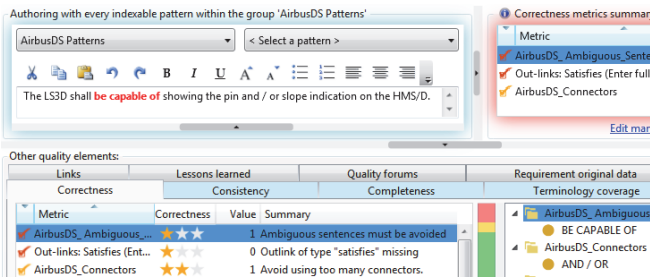 Authoring with every indexable pattern within the group 'AirbusDS Patterns'
AirbusDS Patterns
< Select a pattern >
B I U A A
The LS3D shall be capable of showing the pin and / or slope indication on the HMS/D.
Correctness metrics summar
Metric
AirbusDS_ Ambiguous_Sente
Out-links: Satisfies (Enter full
AirbusDS_Connectors
Edit mar
Other quality elements:
Links Lessons learned Quality forums Requirement original data
Correctness Consistency Completeness Terminology coverage
Metric Correctness Value Summary
AirbusDS_ Ambiguous_... 1 Ambiguous sentences must be avoided
Out-links: Satisfies (Ent... 0 Outlink of type "satisfies" missing
AirbusDS_Connectors 1 Avoid using too many connectors.
AirbusDS_ Ambiguous
BE CAPABLE OF
AirbusDS_Connectors
AND / OR